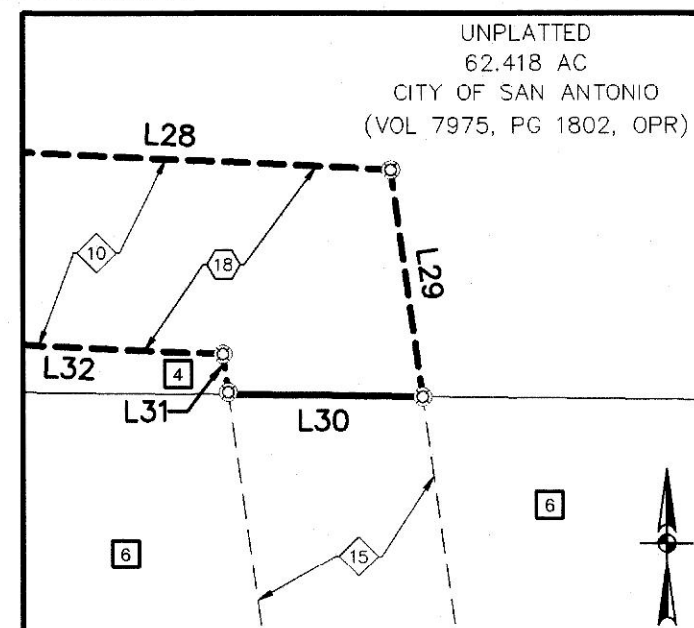 UNPLATTED
62.418 AC
CITY OF SAN ANTONIO
(VOL 7975, PG 1802, OPR)
L28
10
18
L29
L32
4
L31
L30
6
6
15